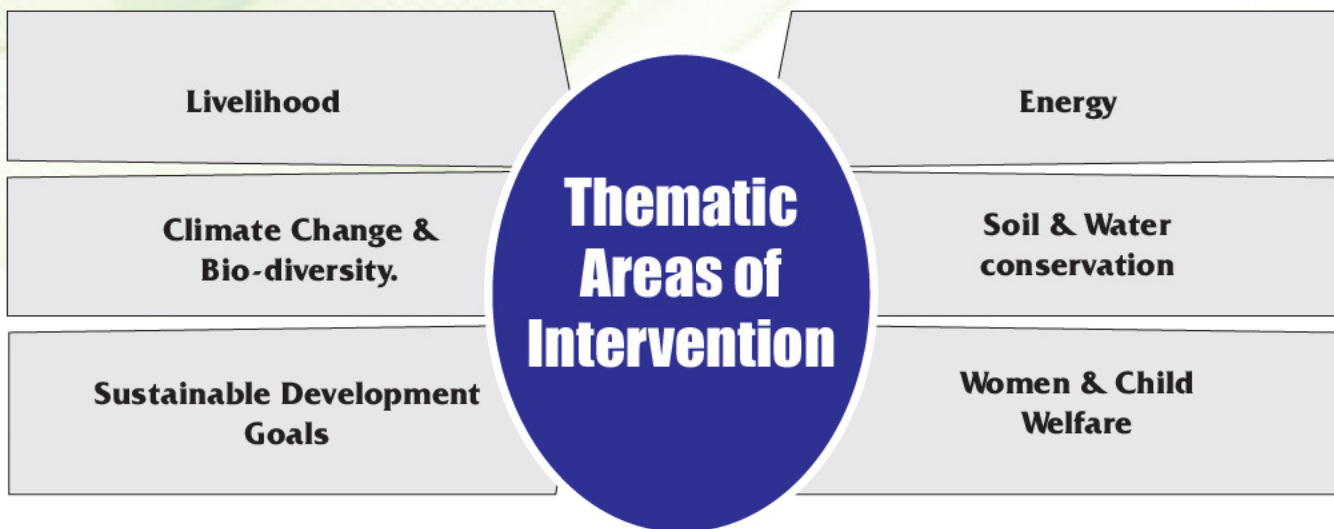 Livelihood
Energy
Thematic
Areas of
Intervention
Climate Change &
Bio-diversity.
Soil & Water
conservation
Sustainable Development
Goals
Women & Child
Welfare